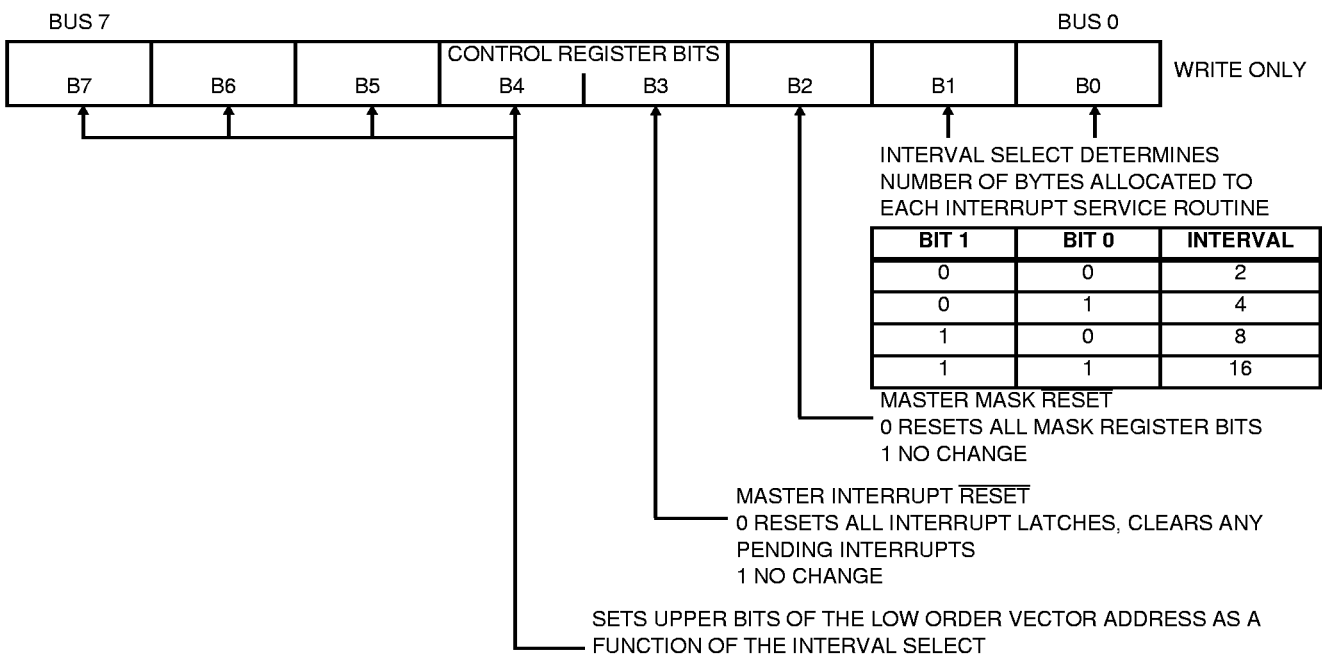 BUS 7 BUS 0
CONTROL REGISTER BITS
B7 B6 B5 B4 B3 B2 B1 B0
WRITE ONLY
INTERVAL SELECT DETERMINES
NUMBER OF BYTES ALLOCATED TO
EACH INTERRUPT SERVICE ROUTINE
BIT 1 BIT 0 INTERVAL
0 0 2
0 1 4
1 0 8
1 1 16
MASTER MASK RESET
0 RESETS ALL MASK REGISTER BITS
1 NO CHANGE
MASTER INTERRUPT RESET
0 RESETS ALL INTERRUPT LATCHES, CLEARS ANY
PENDING INTERRUPTS
1 NO CHANGE
SETS UPPER BITS OF THE LOW ORDER VECTOR ADDRESS AS A
FUNCTION OF THE INTERVAL SELECT